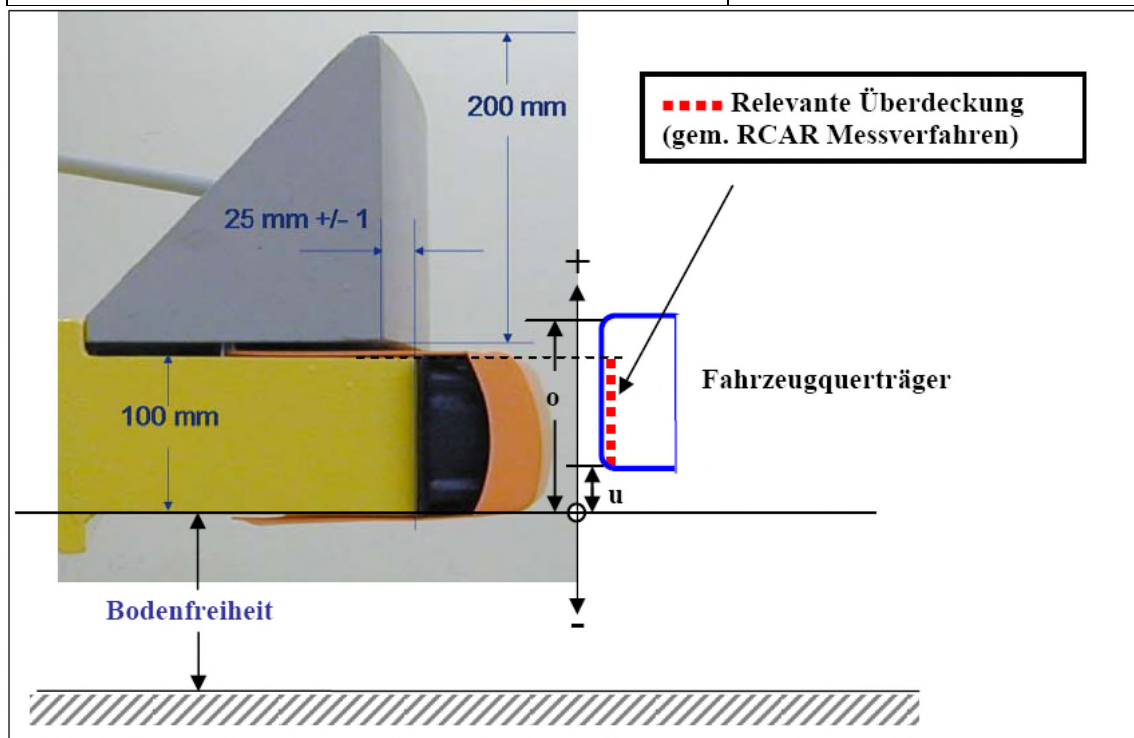 200 mm
Relevante Überdeckung
(gem. RCAR Messverfahren)
25 mm +/- 1
+
Fahrzeugquerträger
o
100 mm
u
Bodenfreiheit
-